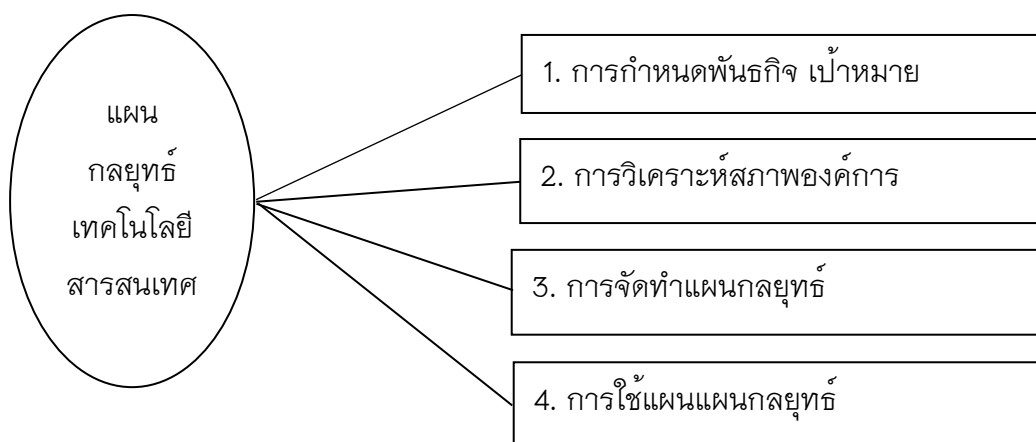 แผน
กลยุทธ์
เทคโนโลยี
สารสนเทศ
1. การกำหนดพันธกิจ เป้าหมาย
2. การวิเคราะห์สภาพองค์การ
3. การจัดทำแผนกลยุทธ์
4. การใช้แผนแผนกลยุทธ์